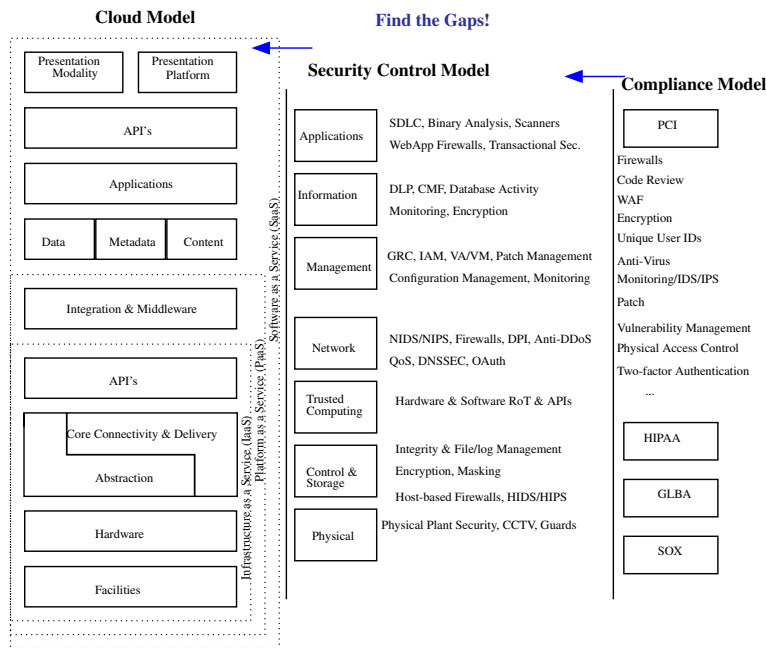 Cloud Model
Find the Gaps!
Security Control Model
Compliance Model
Presentation
Modality
Presentation
Platform
API's
Applications
Data
Metadata
Content
Integration & Middleware
API's
Core Connectivity & Delivery
Abstraction
Hardware
Facilities
Infrastructure as a Service (IaaS)
Platform as a Service (PaaS)
Software as a Service (SaaS)
Applications
SDLC, Binary Analysis, Scanners
WebApp Firewalls, Transactional Sec.
Information
DLP, CMF, Database Activity
Monitoring, Encryption
Management
GRC, IAM, VA/VM, Patch Management
Configuration Management, Monitoring
Network
NIDS/NIPS, Firewalls, DPI, Anti-DDoS
QoS, DNSSEC, OAuth
Trusted
Computing
Hardware & Software RoT & APIs
Control &
Storage
Integrity & File/log Management
Encryption, Masking
Host-based Firewalls, HIDS/HIPS
Physical
Physical Plant Security, CCTV, Guards
PCI
Firewalls
Code Review
WAF
Encryption
Unique User IDs
Anti-Virus
Monitoring/IDS/IPS
Patch
Vulnerability Management
Physical Access Control
Two-factor Authentication
...
HIPAA
GLBA
SOX